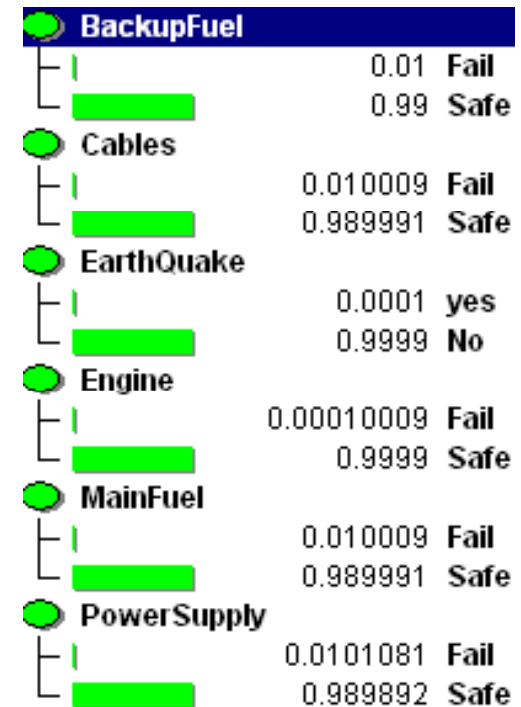 BackupFuel
0.01 Fail
0.99 Safe
Cables
0.010009 Fail
0.989991 Safe
EarthQuake
0.0001 yes
0.9999 No
Engine
0.00010009 Fail
0.9999 Safe
MainFuel
0.010009 Fail
0.989991 Safe
PowerSupply
0.0101081 Fail
0.989892 Safe